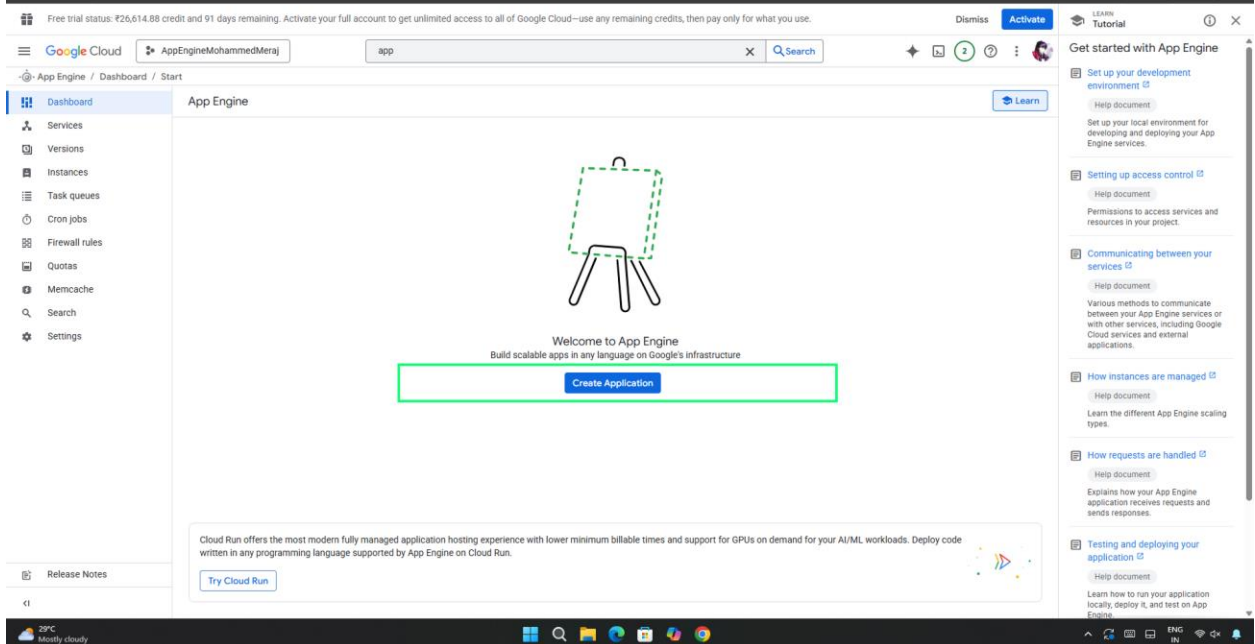 Free trial status: ₹26,614.88 credit and 91 days remaining. Activate your full account to get unlimited access to all of Google Cloud—use any remaining credits, then pay only for what you use.
Dismiss
Activate
Google Cloud
AppEngineMohammedMeraj
app
Search
2
App Engine / Dashboard / Start
Dashboard
Services
Versions
Instances
Task queues
Cron jobs
Firewall rules
Quotas
Memcache
Search
Settings
Release Notes
App Engine
Learn
Welcome to App Engine
Build scalable apps in any language on Google's infrastructure
Create Application
Cloud Run offers the most modern fully managed application hosting experience with lower minimum billable times and support for GPUs on demand for your AI/ML workloads. Deploy code
written in any programming language supported by App Engine on Cloud Run.
Try Cloud Run
LEARN
Tutorial
Get started with App Engine
Set up your development
environment
Help document
Set up your local environment for
developing and deploying your App
Engine services.
Setting up access control
Help document
Permissions to access services and
resources in your project.
Communicating between your
services
Help document
Various methods to communicate
between your App Engine services or
with other services, including Google
Cloud services and external
applications.
How instances are managed
Help document
Learn the different App Engine scaling
types.
How requests are handled
Help document
Explains how your App Engine
application receives requests and
sends responses.
Testing and deploying your
application
Help document
Learn how to run your application
locally, deploy it, and test on App
Engine.
29°C
Mostly cloudy
ENG
IN